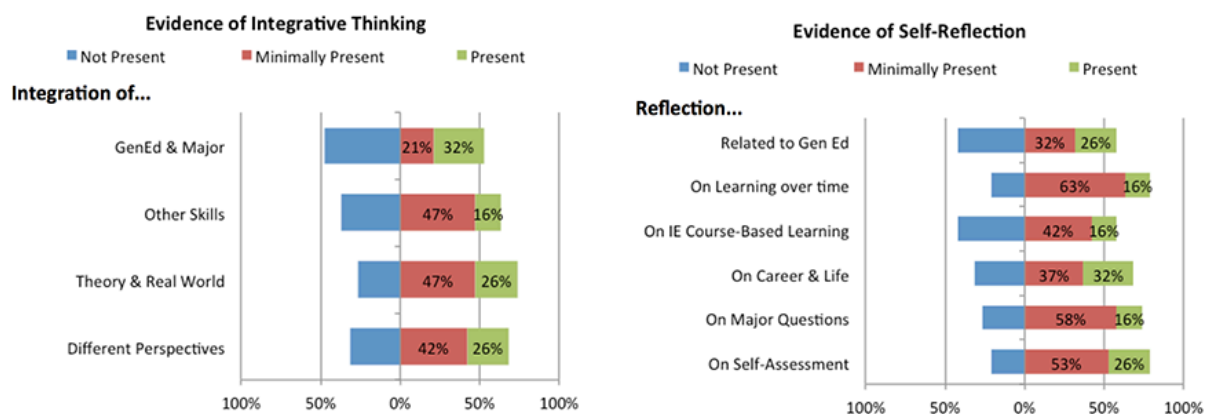 Evidence of Integrative Thinking
Not Present Minimally Present Present
Integration of...
GenEd & Major 21% 32%
Other Skills 47% 16%
Theory & Real World 47% 26%
Different Perspectives 42% 26%
100% 50% 0% 50% 100%
Evidence of Self-Reflection
Not Present Minimally Present Present
Reflection...
Related to Gen Ed 32% 26%
On Learning over time 63% 16%
On IE Course-Based Learning 42% 16%
On Career & Life 37% 32%
On Major Questions 58% 16%
On Self-Assessment 53% 26%
100% 50% 0% 50% 100%